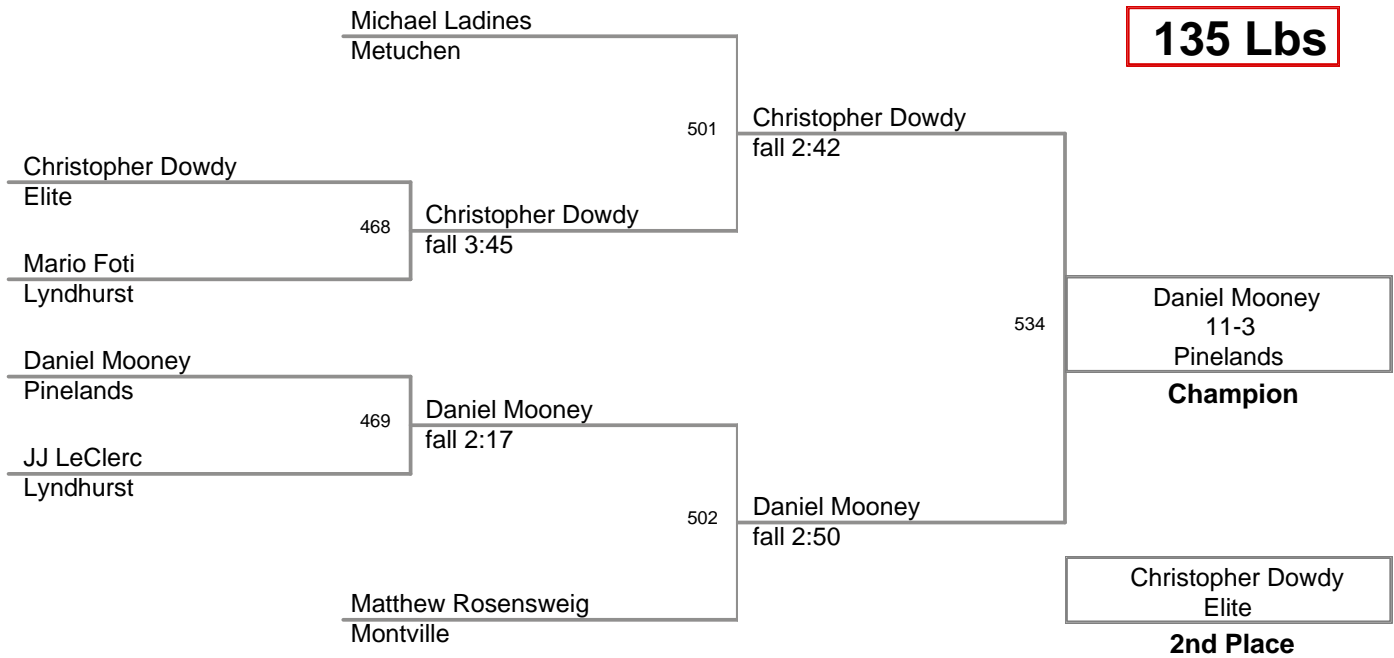 Michael Ladines
Metuchen
135 Lbs
501
Christopher Dowdy
fall 2:42
Christopher Dowdy
Elite
468
Christopher Dowdy
fall 3:45
Mario Foti
Lyndhurst
534
Daniel Mooney
11-3
Pinelands
Champion
Daniel Mooney
Pinelands
469
Daniel Mooney
fall 2:17
JJ LeClerc
Lyndhurst
502
Daniel Mooney
fall 2:50
Matthew Rosensweig
Montville
Christopher Dowdy
Elite
2nd Place